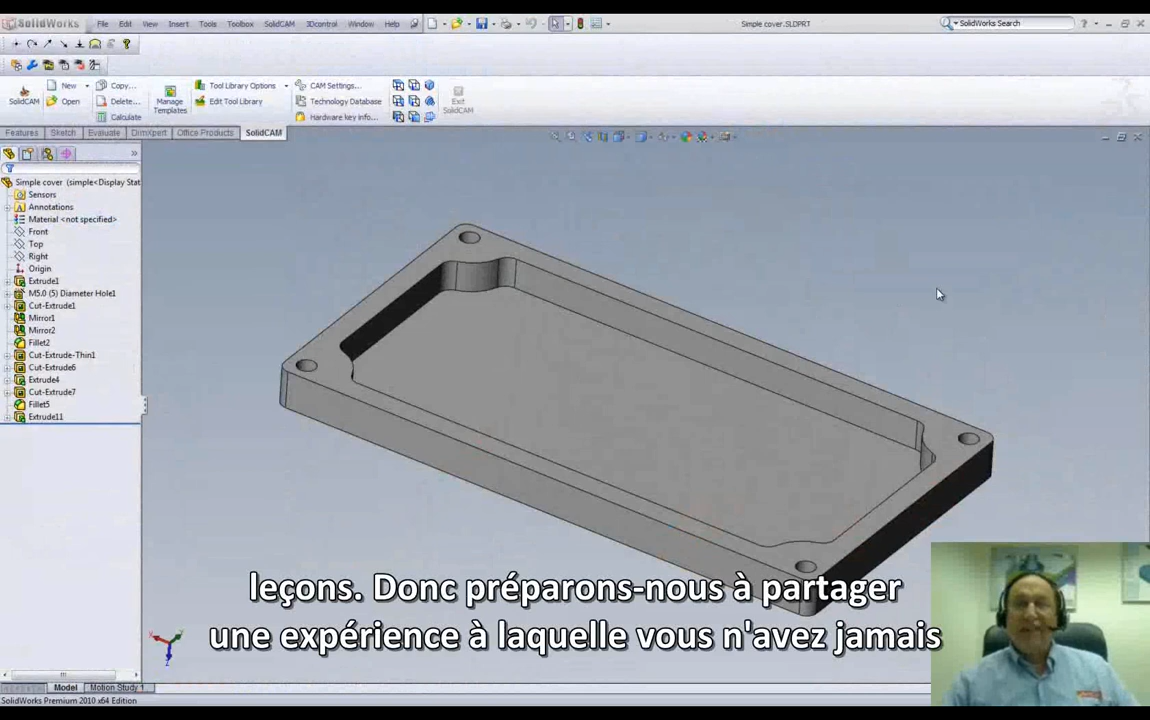 SolidWorks
File
Edit
View
Insert
Tools
Toolbox
SolidCAM
3Dcontrol
Window
Help
Simple cover.SLDPRT
SolidWorks Search
SolidCAM
New
Open
Copy...
Delete...
Calculate
Manage
Templates
Tool Library Options
Edit Tool Library
CAM Settings...
Technology Database
Hardware key info...
Exit
SolidCAM
Features
Sketch
Evaluate
DimXpert
Office Products
SolidCAM
Simple cover (simple<Display Stat
Sensors
Annotations
Material <not specified>
Front
Top
Right
Origin
Extrude1
M5.0 (5) Diameter Hole1
Cut-Extrude1
Mirror1
Mirror2
Fillet2
Cut-Extrude-Thin1
Cut-Extrude6
Extrude4
Cut-Extrude7
Fillet5
Extrude11
leçons. Donc préparons-nous à partager
une expérience à laquelle vous n'avez jamais
Model
Motion Study 1
SolidWorks Premium 2010 x64 Edition